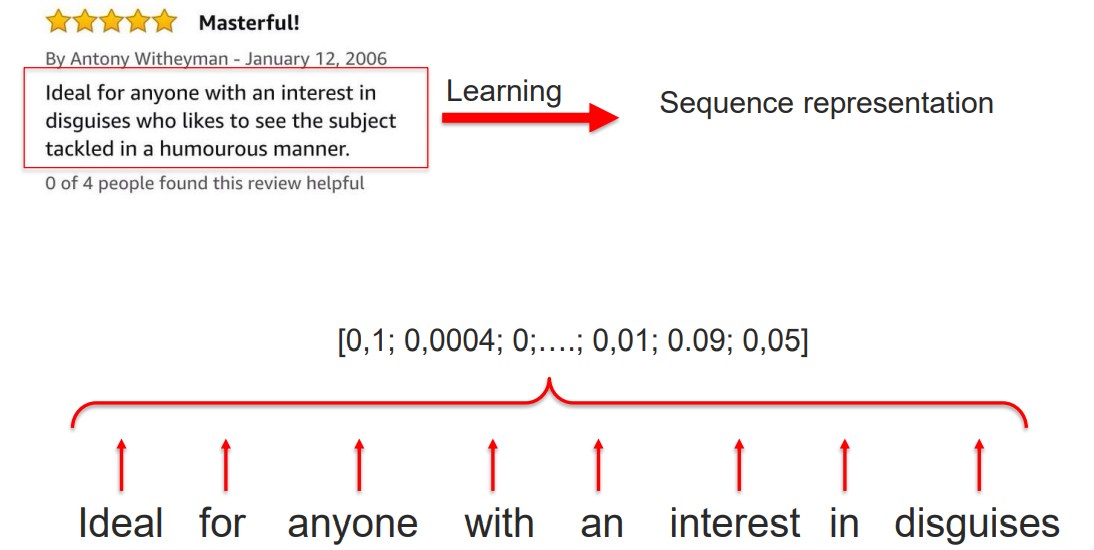 Masterful!
By Antony Witheyman - January 12, 2006
Ideal for anyone with an interest in
disguises who likes to see the subject
tackled in a humourous manner.
0 of 4 people found this review helpful
Learning
Sequence representation
[0,1; 0,0004; 0;….; 0,01; 0.09; 0,05]
Ideal for anyone with an interest in disguises